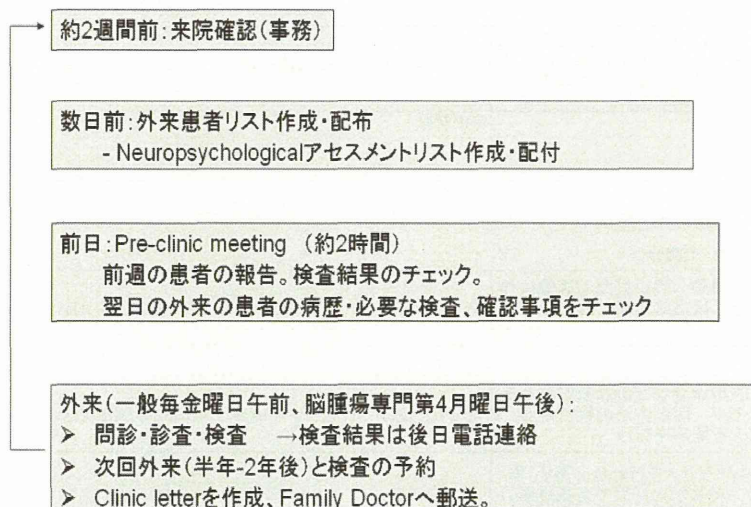 約2週間前:来院確認(事務)
数日前:外来患者リスト作成・配布
- Neuropsychologicalアセスメントリスト作成・配付
前日:Pre-clinic meeting （約2時間）
前週の患者の報告。検査結果のチェック。
翌日の外来の患者の病歴・必要な検査、確認事項をチェック
外来(一般毎金曜日午前、脳腫瘍専門第4月曜日午後):
➢ 問診・診査・検査 →検査結果は後日電話連絡
➢ 次回外来(半年-2年後)と検査の予約
➢ Clinic letterを作成、Family Doctorへ郵送。